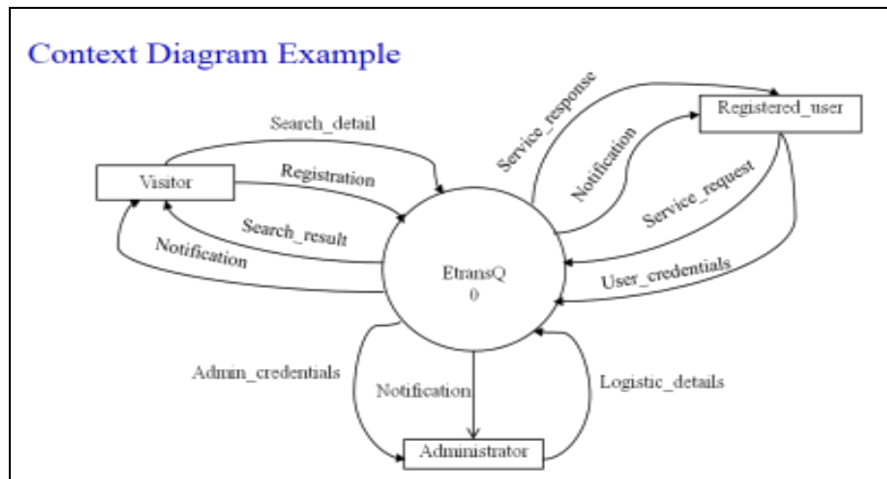 Context Diagram Example
Search_detail
Visitor
Registration
Search_result
Notification
Service_response
Notification
Registered_user
Service_request
User_credentials
EtransQ
0
Admin_credentials
Notification
Logistic_details
Administrator